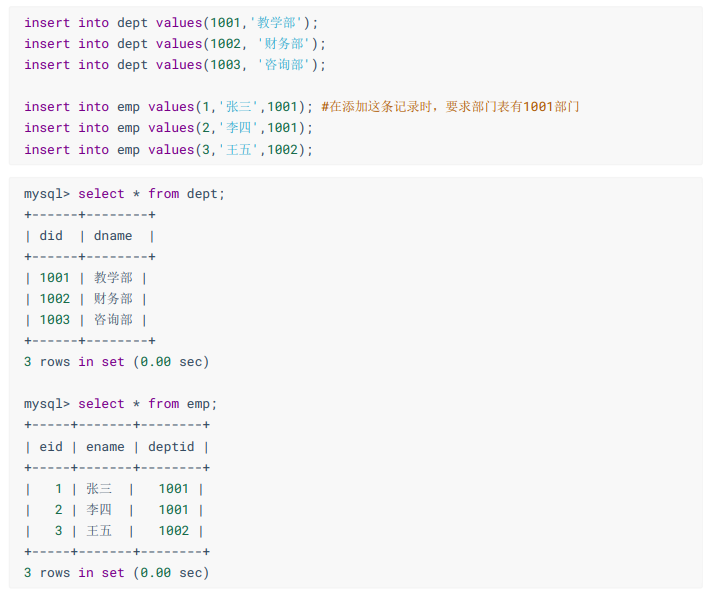 insert into dept values(1001,'教学部');
insert into dept values(1002, '财务部');
insert into dept values(1003, '咨询部');
insert into emp values(1,'张三',1001); #在添加这条记录时，要求部门表有1001部门
insert into emp values(2,'李四',1001);
insert into emp values(3,'王五',1002);
mysql> select * from dept;
+------+--------+
| did  | dname  |
+------+--------+
| 1001 | 教学部 |
| 1002 | 财务部 |
| 1003 | 咨询部 |
+------+--------+
3 rows in set (0.00 sec)
mysql> select * from emp;
+-----+-------+--------+
| eid | ename | deptid |
+-----+-------+--------+
|   1 | 张三  |   1001 |
|   2 | 李四  |   1001 |
|   3 | 王五  |   1002 |
+-----+-------+--------+
3 rows in set (0.00 sec)